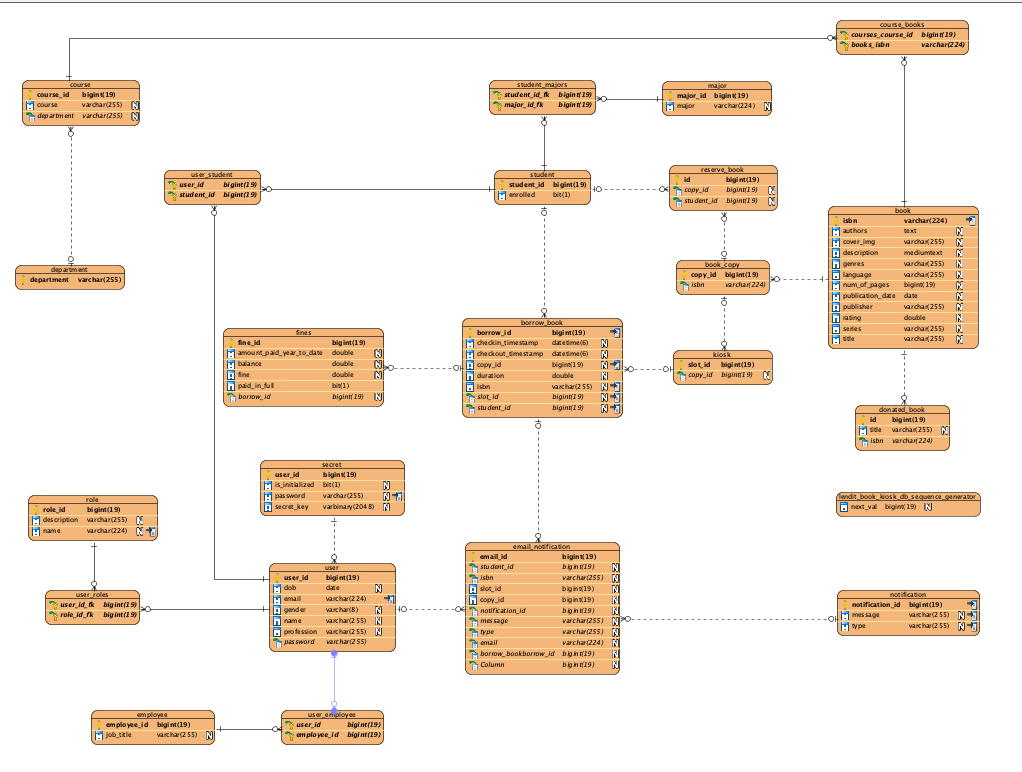 course_books
courses_course_id bigint(19)
books_isbn varchar(224)
course
course_id bigint(19)
course varchar(255) N
department varchar(255) N
student_majors
student_id_fk bigint(19)
major_id_fk bigint(19)
major
major_id bigint(19)
major varchar(224) N
user_student
user_id bigint(19)
student_id bigint(19)
student
student_id bigint(19)
enrolled bit(1)
reserve_book
id bigint(19)
copy_id bigint(19) N
student_id bigint(19) N
book
isbn varchar(224)
authors text N
cover_img varchar(255) N
description mediumtext N
genres varchar(255) N
language varchar(255) N
num_of_pages bigint(19) N
publication_date date N
publisher varchar(255) N
rating double N
series varchar(255) N
title varchar(255) N
department
department varchar(255)
book_copy
copy_id bigint(19)
isbn varchar(224)
fines
fine_id bigint(19)
amount_paid_year_to_date double N
balance double N
fine double N
paid_in_full bit(1)
borrow_id bigint(19) N
borrow_book
borrow_id bigint(19)
checkin_timestamp datetime(6) N
checkout_timestamp datetime(6) N
copy_id bigint(19) N
duration double N
isbn varchar(255) N
slot_id bigint(19) N
student_id bigint(19) N
kiosk
slot_id bigint(19)
copy_id bigint(19) N
donated_book
id bigint(19)
title varchar(255) N
isbn varchar(224)
secret
user_id bigint(19)
is_initialized bit(1) N
password varchar(255) N
secret_key varbinary(2048) N
lendit_book_kiosk_db_sequence_generator
next_val bigint(19) N
role
role_id bigint(19)
description varchar(255) N
name varchar(224) N
user
user_id bigint(19)
dob date N
email varchar(224)
gender varchar(8) N
name varchar(255) N
profession varchar(255) N
password varchar(255)
email_notification
email_id bigint(19)
student_id bigint(19) N
isbn varchar(255) N
slot_id bigint(19) N
copy_id bigint(19) N
notification_id bigint(19) N
message varchar(255) N
type varchar(255) N
email varchar(224) N
borrow_bookborrow_id bigint(19) N
Column bigint(19) N
user_roles
user_id_fk bigint(19)
role_id_fk bigint(19)
notification
notification_id bigint(19)
message varchar(255) N
type varchar(255) N
employee
employee_id bigint(19)
job_title varchar(255) N
user_employee
user_id bigint(19)
employee_id bigint(19)